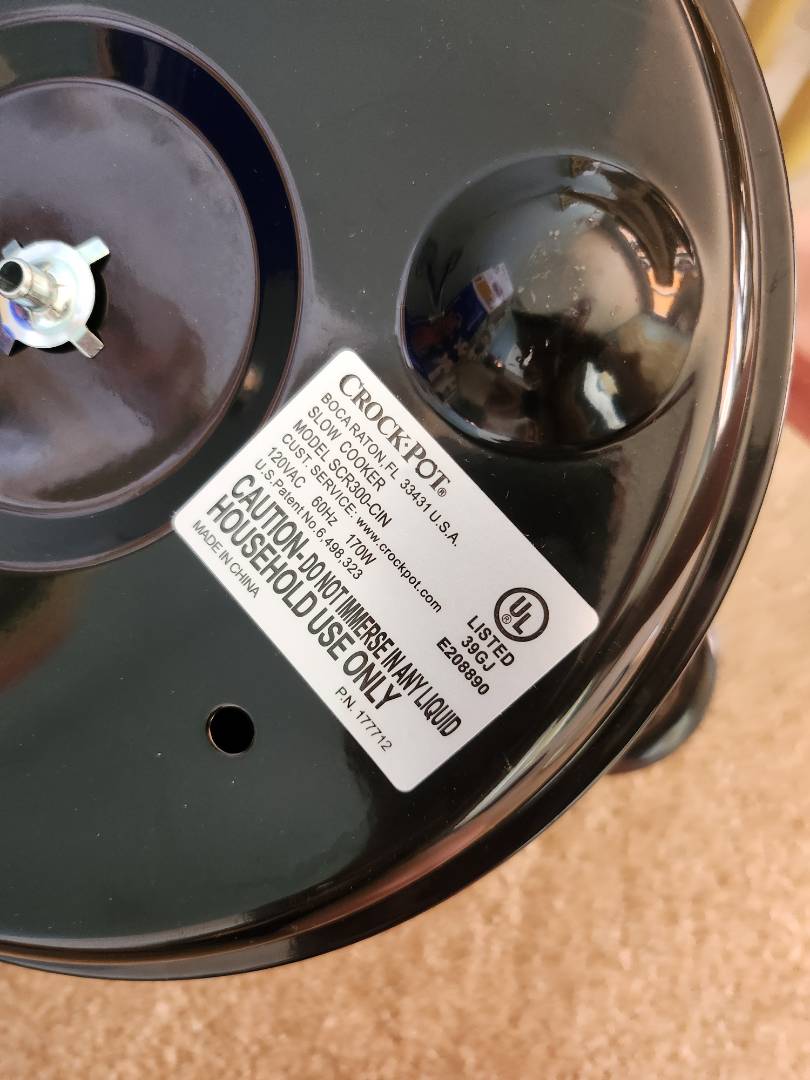 CROCK·POT®
BOCA RATON, FL 33431 U.S.A.
SLOW COOKER
MODEL SCR300-CIN
CUST. SERVICE: www.crockpot.com
120VAC 60Hz 170W
U.S.Patent No.6,498,323
CAUTION-DO NOT IMMERSE IN ANY LIQUID
HOUSEHOLD USE ONLY
MADE IN CHINA
P.N. 177712
UL ®
LISTED
39GJ
E208890